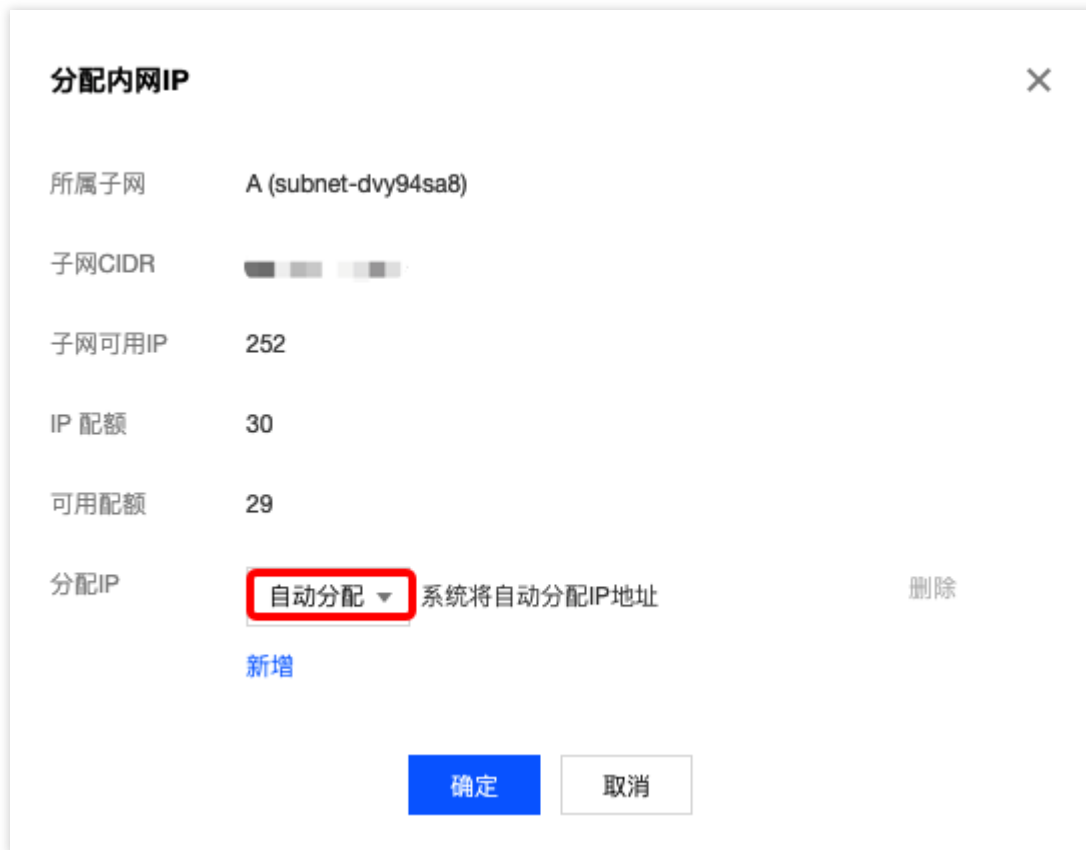 分配内网IP
所属子网 A (subnet-dvy94sa8)
子网CIDR
子网可用IP 252
IP 配额 30
可用配额 29
分配IP 自动分配 系统将自动分配IP地址 删除
新增
确定 取消